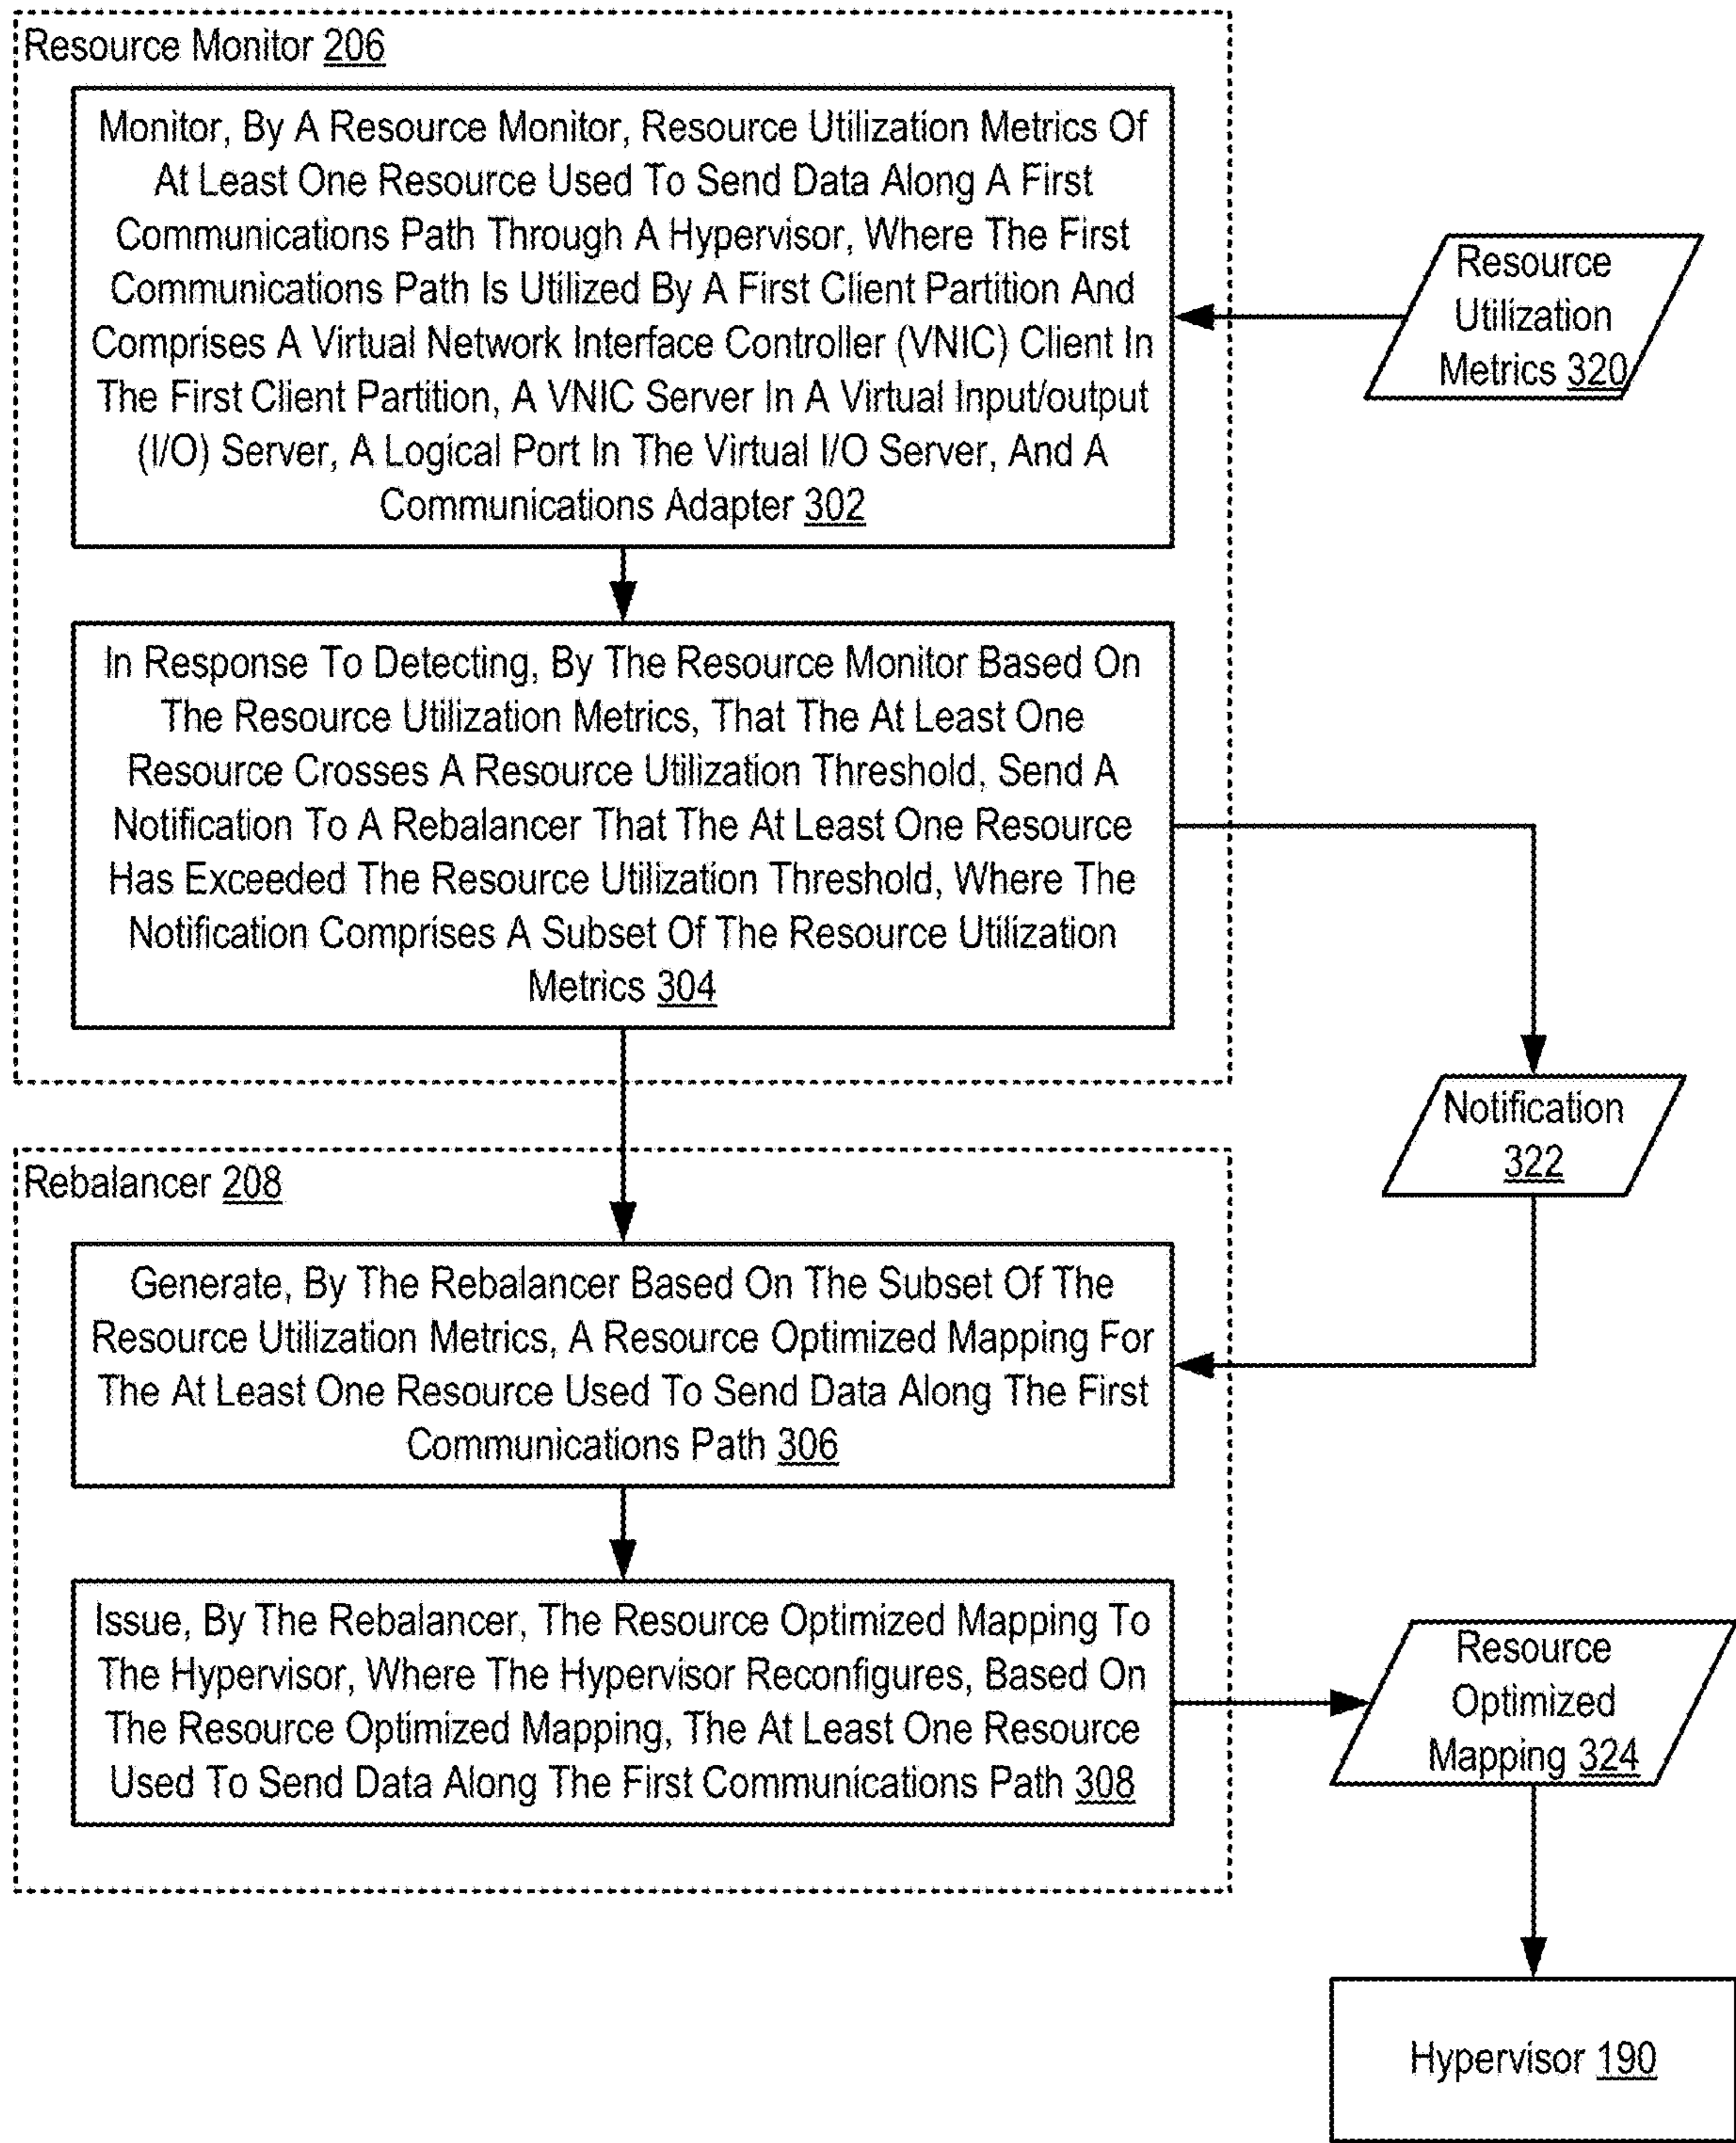 Resource Monitor 206
Monitor, By A Resource Monitor, Resource Utilization Metrics Of
At Least One Resource Used To Send Data Along A First
Communications Path Through A Hypervisor, Where The First
Communications Path Is Utilized By A First Client Partition And
Comprises A Virtual Network Interface Controller (VNIC) Client In
The First Client Partition, A VNIC Server In A Virtual Input/output
(I/O) Server, A Logical Port In The Virtual I/O Server, And A
Communications Adapter 302
Resource
Utilization
Metrics 320
In Response To Detecting, By The Resource Monitor Based On
The Resource Utilization Metrics, That The At Least One
Resource Crosses A Resource Utilization Threshold, Send A
Notification To A Rebalancer That The At Least One Resource
Has Exceeded The Resource Utilization Threshold, Where The
Notification Comprises A Subset Of The Resource Utilization
Metrics 304
Notification
322
Rebalancer 208
Generate, By The Rebalancer Based On The Subset Of The
Resource Utilization Metrics, A Resource Optimized Mapping For
The At Least One Resource Used To Send Data Along The First
Communications Path 306
Issue, By The Rebalancer, The Resource Optimized Mapping To
The Hypervisor, Where The Hypervisor Reconfigures, Based On
The Resource Optimized Mapping, The At Least One Resource
Used To Send Data Along The First Communications Path 308
Resource
Optimized
Mapping 324
Hypervisor 190